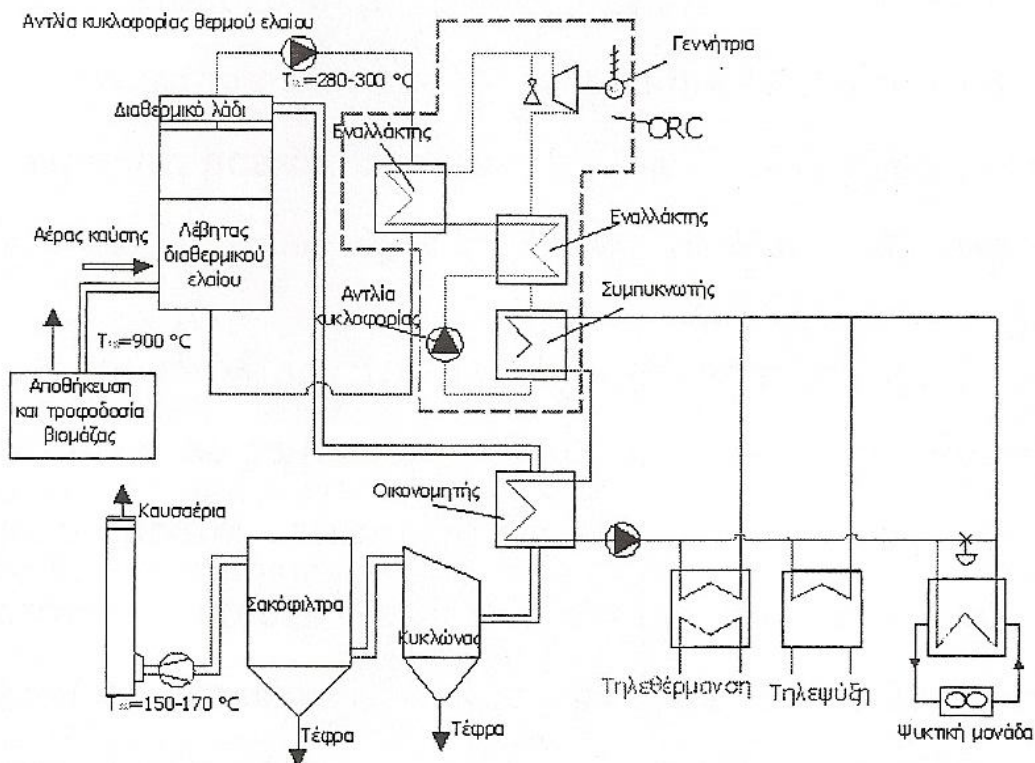 Αντλία κυκλοφορίας θερμού ελαίου
=280-300 °C
Γεννήτρια
Διαθερμικό λάδι
Εναλλάκτης
ORC
Αέρας καύσης
Λέβητας
διαθερμικού
ελαίου
Εναλλάκτης
Αντλία
κυκλοφορίας
Συμπυκνωτής
=900 °C
Αποθήκευση
και τροφοδοσία
βιομάζας
Οικονομητής
Καυσαέρια
Σακόφιλτρα
Κυκλώνας
Τηλεθέρμανση
Τηλεψύξη
=150-170 °C
Τέφρα
Τέφρα
Ψυκτική μονάδα